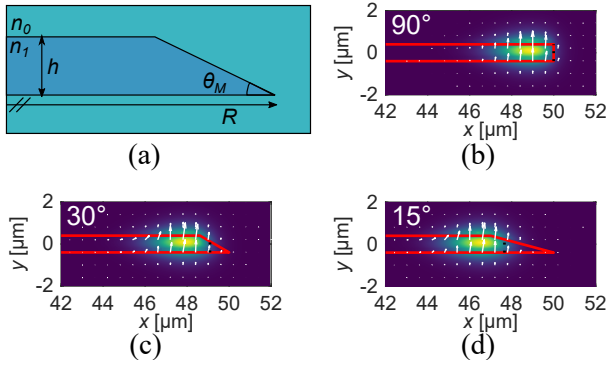 n0
n1
h
θM
R
(a)
90°
2
0
-2
y [µm]
42 44 46 48 50 52
x [µm]
(b)
30°
2
0
-2
y [µm]
42 44 46 48 50 52
x [µm]
(c)
15°
2
0
-2
y [µm]
42 44 46 48 50 52
x [µm]
(d)